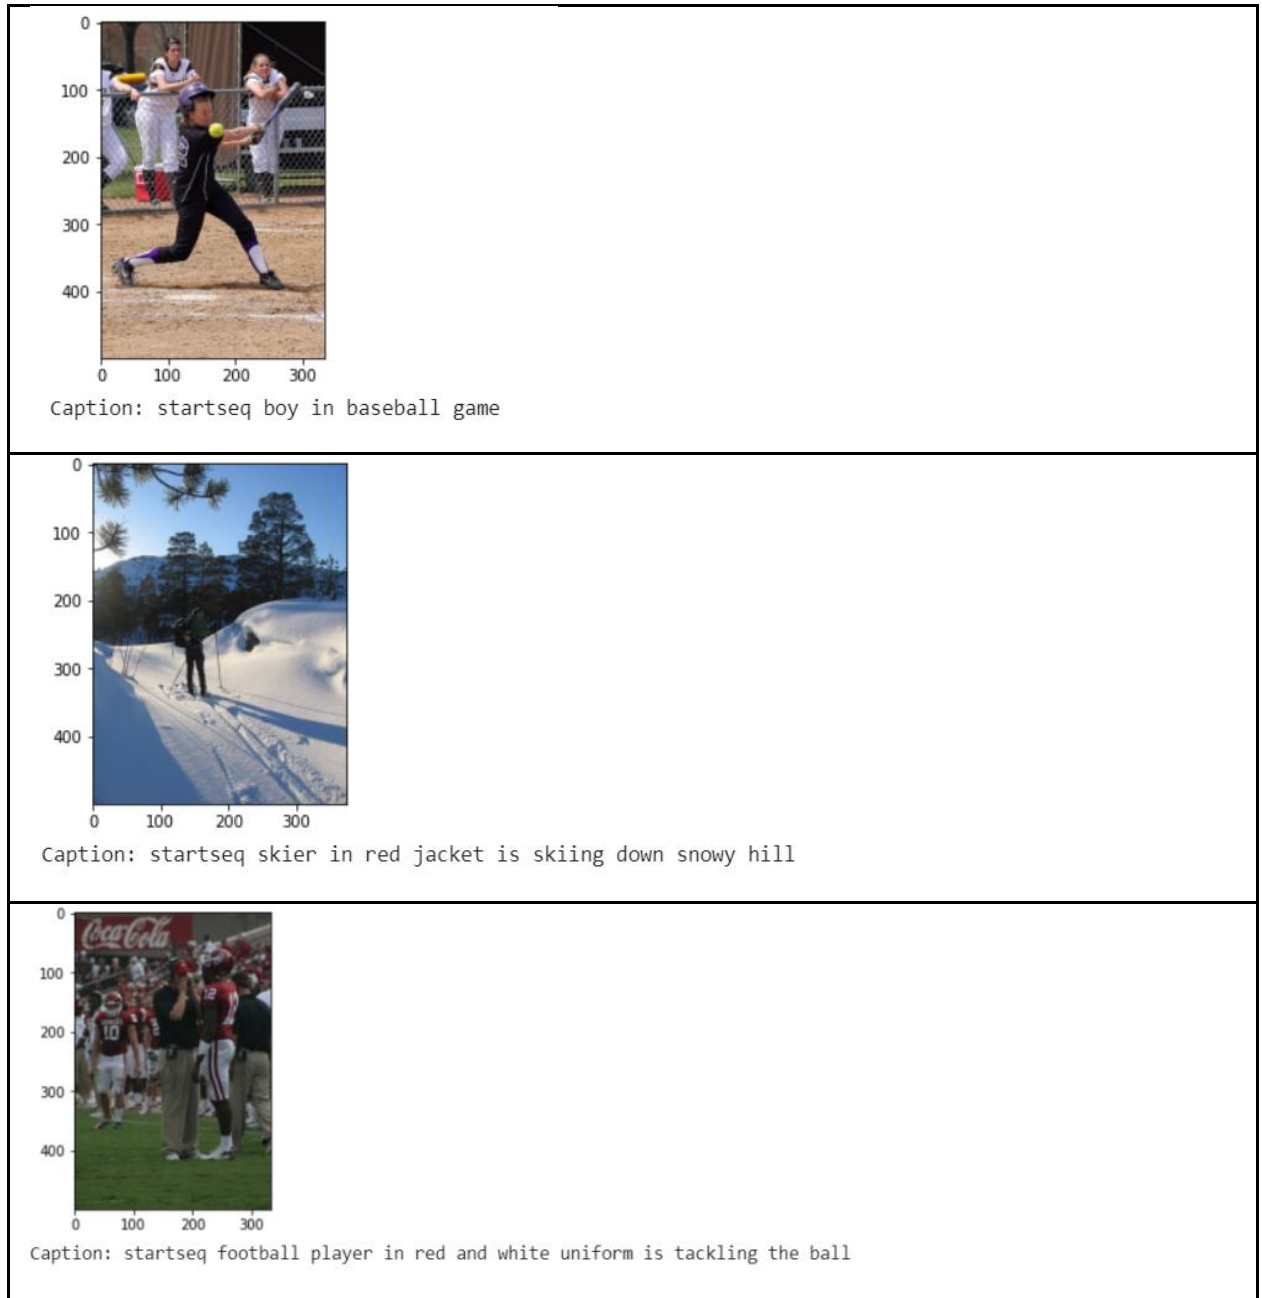 0
100
200
300
400
0 100 200 300
Caption: startseq boy in baseball game
0
100
200
300
400
0 100 200 300
Caption: startseq skier in red jacket is skiing down snowy hill
0
Coca-Cola
100
10
12
200
300
400
0 100 200 300
Caption: startseq football player in red and white uniform is tackling the ball